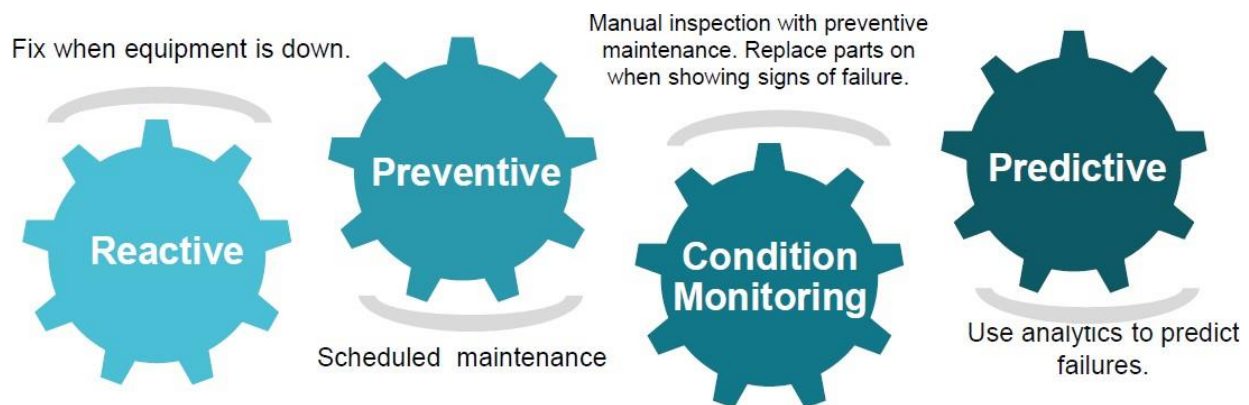 Fix when equipment is down.
Reactive
Preventive
Scheduled maintenance
Manual inspection with preventive
maintenance. Replace parts on
when showing signs of failure.
Condition
Monitoring
Predictive
Use analytics to predict
failures.